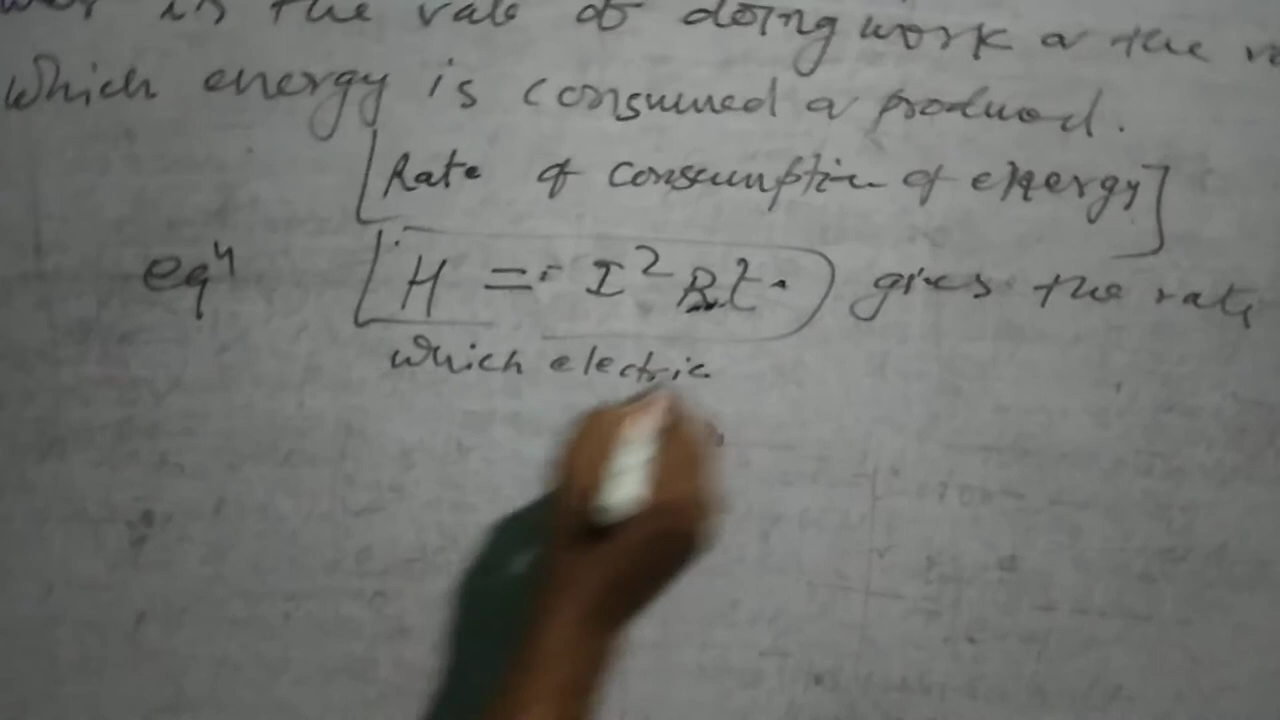 is the rate of doing work or the
which energy is consumed or produced.
[Rate of consumption of energy]
eqn [H = I²Rt.) gives the rate
which electric